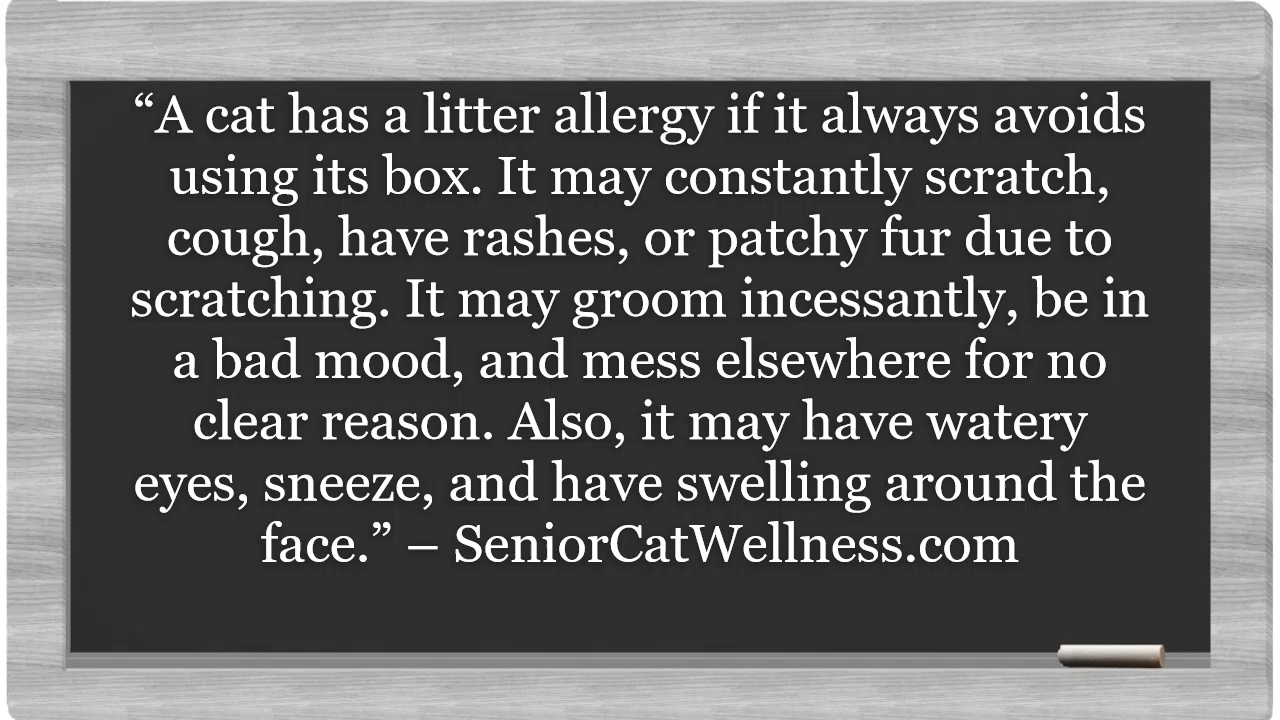 “A cat has a litter allergy if it always avoids
using its box. It may constantly scratch,
cough, have rashes, or patchy fur due to
scratching. It may groom incessantly, be in
a bad mood, and mess elsewhere for no
clear reason. Also, it may have watery
eyes, sneeze, and have swelling around the
face.” – SeniorCatWellness.com